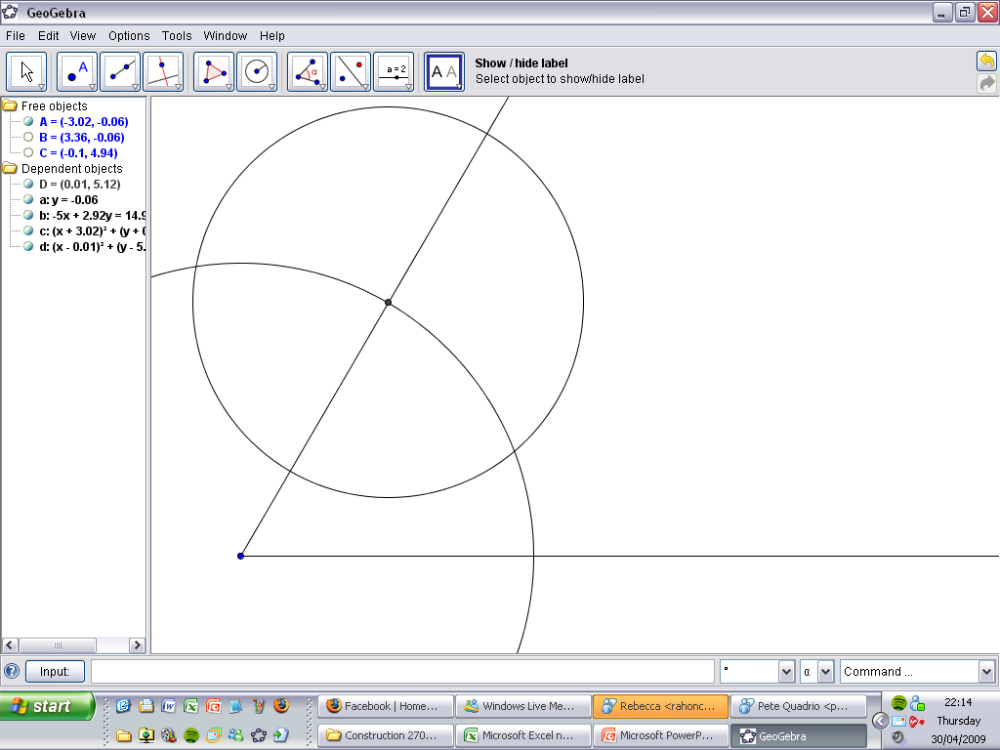 GeoGebra
File Edit View Options Tools Window Help
A
α
a = 2
A A
Show / hide label
Select object to show/hide label
Free objects
A = (-3.02, -0.06)
B = (3.36, -0.06)
C = (-0.1, 4.94)
Dependent objects
D = (0.01, 5.12)
a: y = -0.06
b: -5x + 2.92y = 14.9
c: (x + 3.02)² + (y + 0
d: (x - 0.01)² + (y - 5.
Input: ° α Command ...
start
Facebook | Home... Windows Live Me... Rebecca <rahonc... Pete Quadrio <p...
Construction 270... Microsoft Excel n... Microsoft PowerP... GeoGebra
22:14
Thursday
30/04/2009